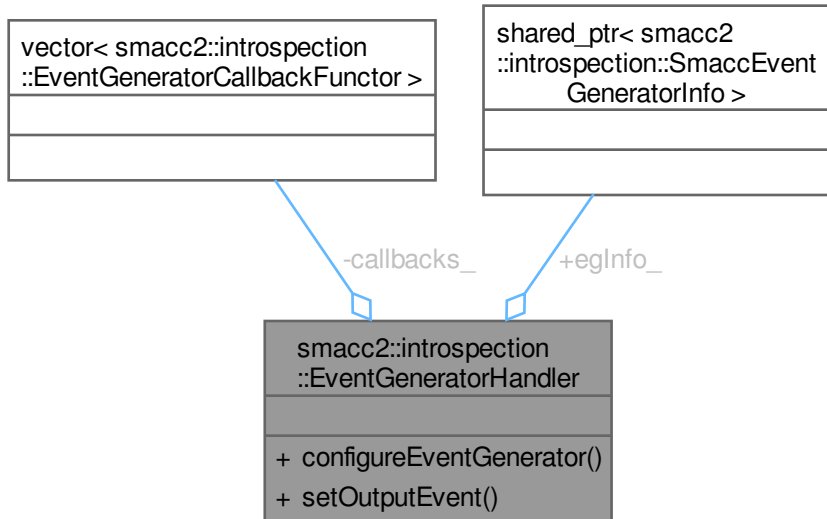 vector< smacc2::introspection
::EventGeneratorCallbackFunctor >
shared_ptr< smacc2
::introspection::SmaccEvent
GeneratorInfo >
-callbacks_
+egInfo_
smacc2::introspection
::EventGeneratorHandler
+ configureEventGenerator()
+ setOutputEvent()